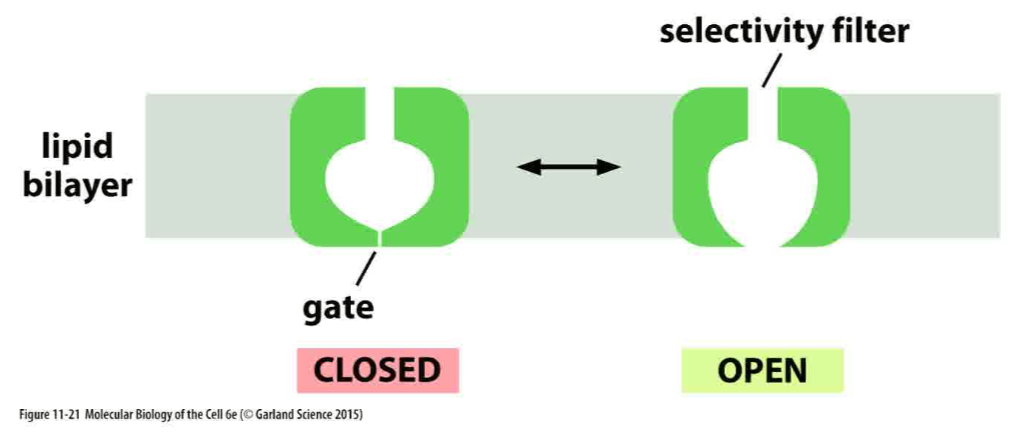 selectivity filter
lipid
bilayer
gate
CLOSED
OPEN
Figure 11-21 Molecular Biology of the Cell 6e (© Garland Science 2015)